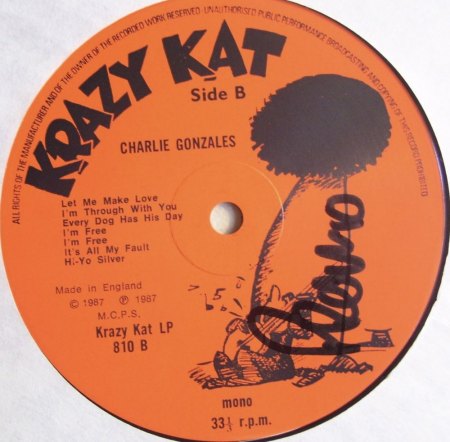 ALL RIGHTS OF THE MANUFACTURER AND OF THE OWNER OF THE RECORDED WORK RESERVED. UNAUTHORISED PUBLIC PERFORMANCE BROADCASTING AND COPYING OF THIS RECORD PROHIBITED
KRAZY KAT
Side B
CHARLIE GONZALES
Let Me Make Love
I'm Through With You
Every Dog Has His Day
I'm Free
I'm Free
It's All My Fault
Hi-Yo Silver
Made in England
© 1987 ℗ 1987
M.C.P.S.
Krazy Kat LP
810 B
mono
33⅓ r.p.m.